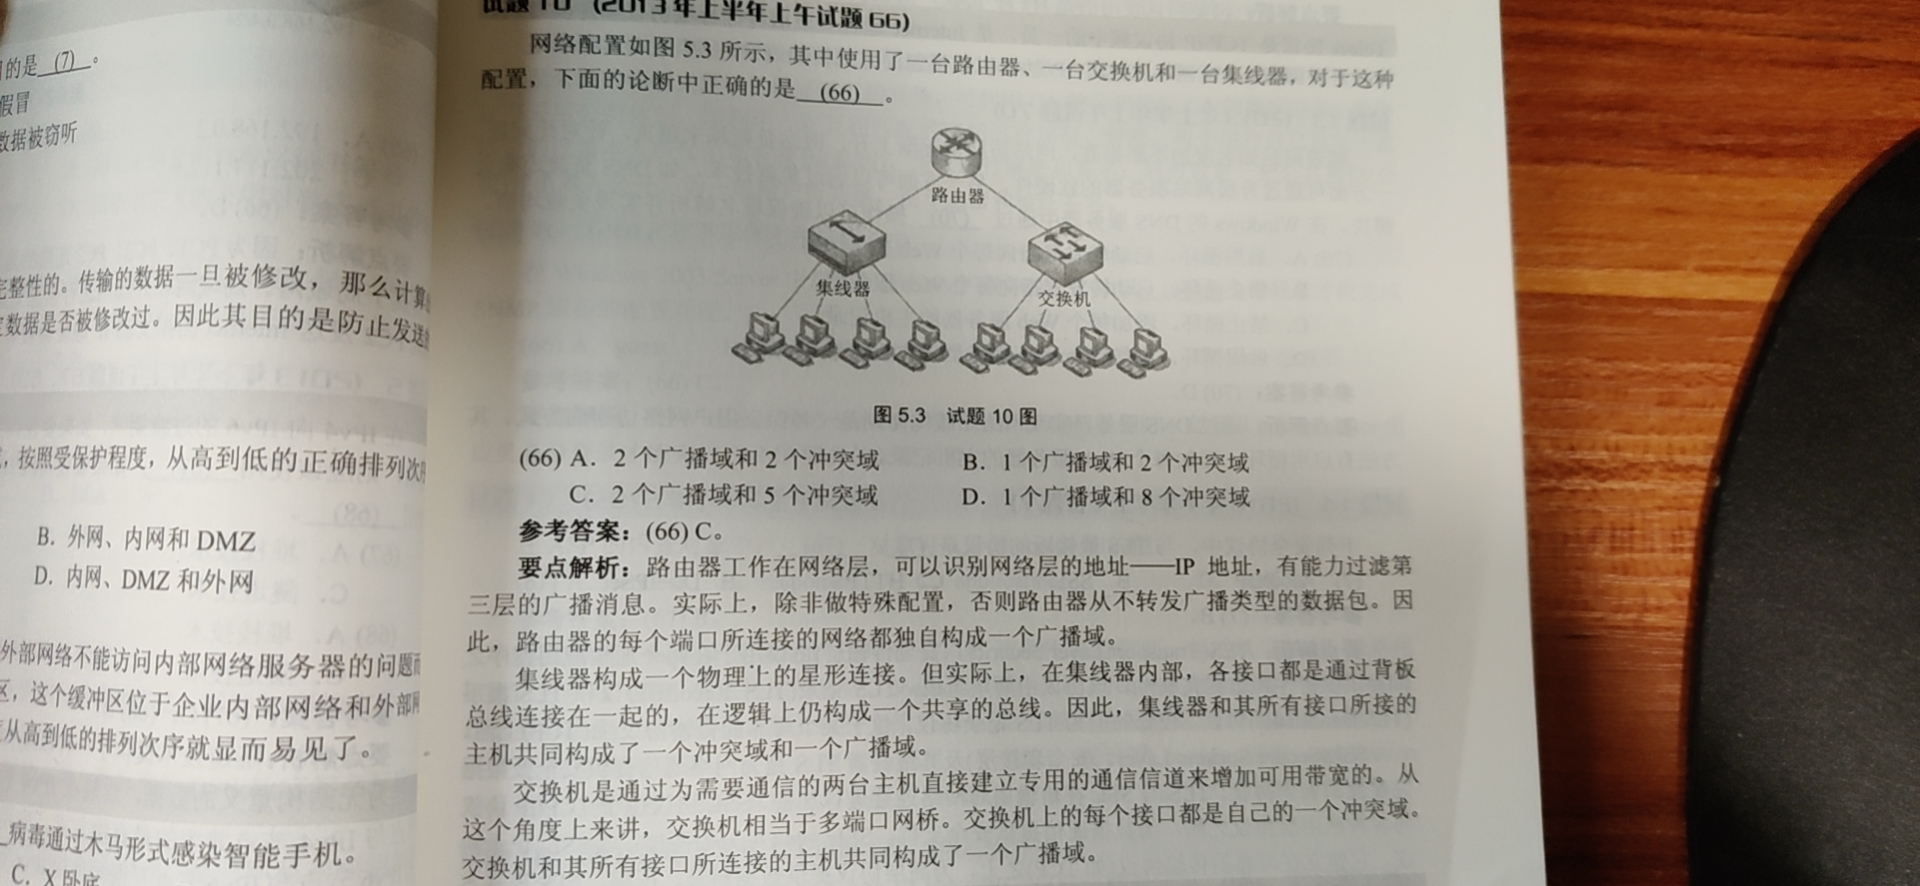 的是 (7) 。
假冒
数据被窃听
完整性的。传输的数据一旦被修改，那么计算
数据是否被修改过。因此其目的是防止发送
，按照受保护程度，从高到低的正确排列次
B. 外网、内网和 DMZ
D. 内网、DMZ 和外网
外部网络不能访问内部网络服务器的问题
区，这个缓冲区位于企业内部网络和外部
从高到低的排列次序就显而易见了。
病毒通过木马形式感染智能手机。
C. X 卧底
试题 10 (2013 年上半年上午试题 66)
网络配置如图 5.3 所示，其中使用了一台路由器、一台交换机和一台集线器，对于这种
配置，下面的论断中正确的是 (66) 。
路由器
集线器
交换机
图 5.3 试题 10 图
(66) A. 2 个广播域和 2 个冲突域 B. 1 个广播域和 2 个冲突域
C. 2 个广播域和 5 个冲突域 D. 1 个广播域和 8 个冲突域
参考答案：(66) C。
要点解析：路由器工作在网络层，可以识别网络层的地址——IP 地址，有能力过滤第
三层的广播消息。实际上，除非做特殊配置，否则路由器从不转发广播类型的数据包。因
此，路由器的每个端口所连接的网络都独自构成一个广播域。
集线器构成一个物理上的星形连接。但实际上，在集线器内部，各接口都是通过背板
总线连接在一起的，在逻辑上仍构成一个共享的总线。因此，集线器和其所有接口所接的
主机共同构成了一个冲突域和一个广播域。
交换机是通过为需要通信的两台主机直接建立专用的通信信道来增加可用带宽的。从
这个角度上来讲，交换机相当于多端口网桥。交换机上的每个接口都是自己的一个冲突域。
交换机和其所有接口所连接的主机共同构成了一个广播域。